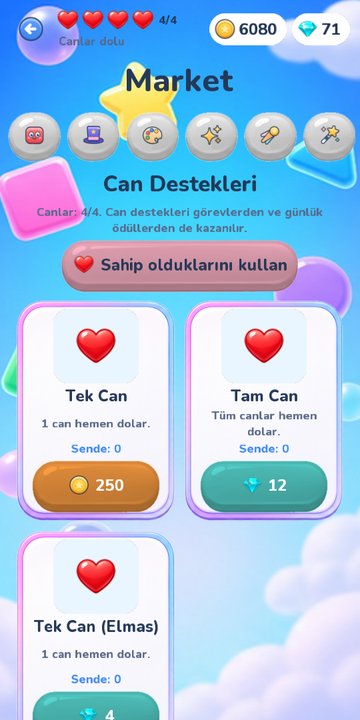 4/4
Canlar dolu
6080
71
Market
Can Destekleri
Canlar: 4/4. Can destekleri görevlerden ve günlük
ödüllerden de kazanılır.
Sahip olduklarını kullan
Tek Can
1 can hemen dolar.
Sende: 0
250
Tam Can
Tüm canlar hemen
dolar.
Sende: 0
12
Tek Can (Elmas)
1 can hemen dolar.
Sende: 0
4